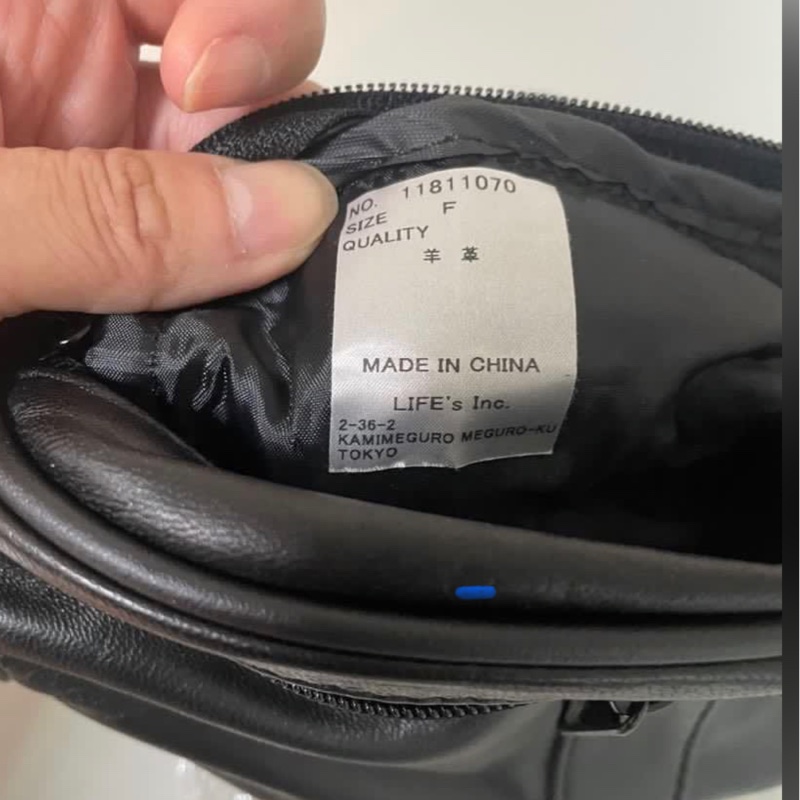 NO. 11811070
SIZE F
QUALITY
羊 革
MADE IN CHINA
LIFE's Inc.
2-36-2
KAMIMEGURO MEGURO-KU
TOKYO